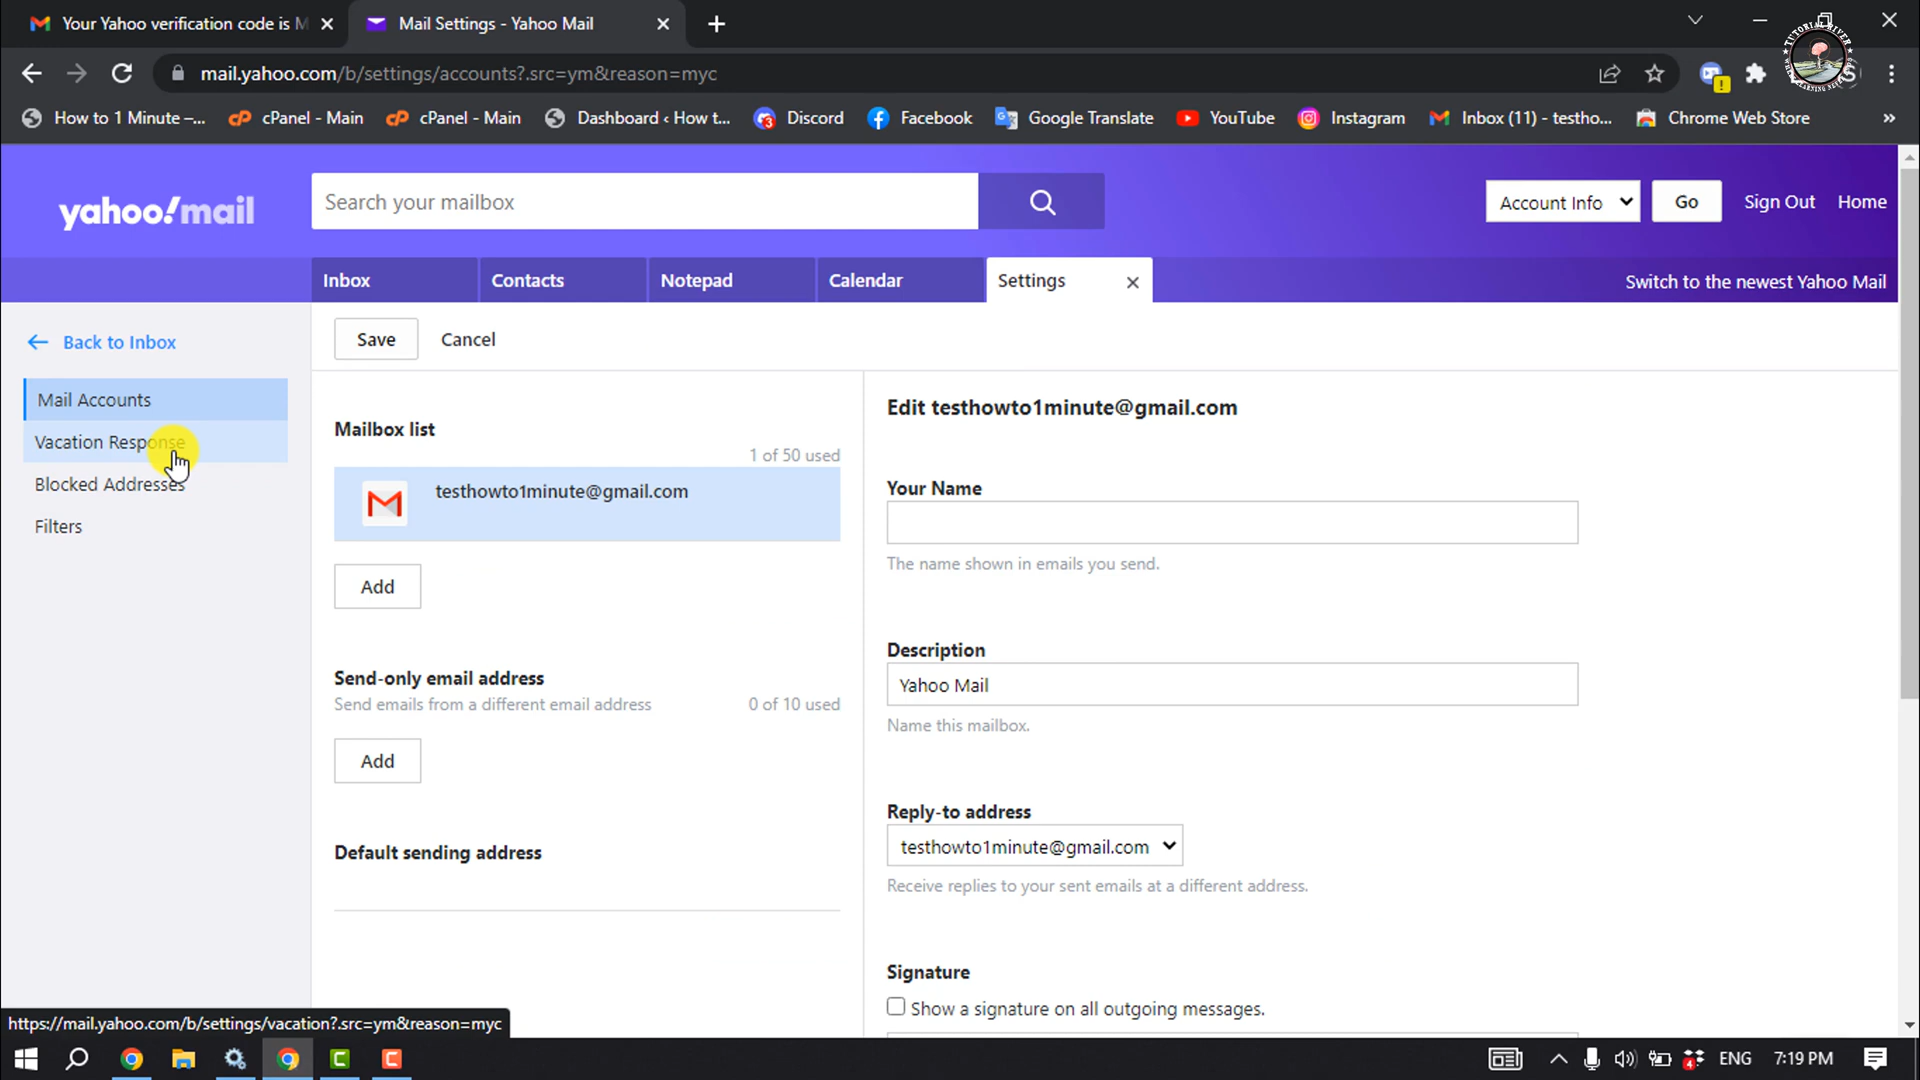 Your Yahoo verification code is M
Mail Settings - Yahoo Mail
mail.yahoo.com/b/settings/accounts?.src=ym&reason=myc
How to 1 Minute –...
cPanel - Main
cPanel - Main
Dashboard ‹ How t...
Discord
Facebook
Google Translate
YouTube
Instagram
Inbox (11) - testho...
Chrome Web Store
»
yahoo!mail
Search your mailbox
Account Info
Go
Sign Out
Home
Inbox
Contacts
Notepad
Calendar
Settings
Switch to the newest Yahoo Mail
Back to Inbox
Save
Cancel
Mail Accounts
Vacation Response
Blocked Addresses
Filters
Mailbox list
1 of 50 used
testhowto1minute@gmail.com
Add
Send-only email address
Send emails from a different email address
0 of 10 used
Add
Default sending address
Edit testhowto1minute@gmail.com
Your Name
The name shown in emails you send.
Description
Yahoo Mail
Name this mailbox.
Reply-to address
testhowto1minute@gmail.com
Receive replies to your sent emails at a different address.
Signature
Show a signature on all outgoing messages.
https://mail.yahoo.com/b/settings/vacation?.src=ym&reason=myc
ENG
7:19 PM
TUTORIAL RIVER